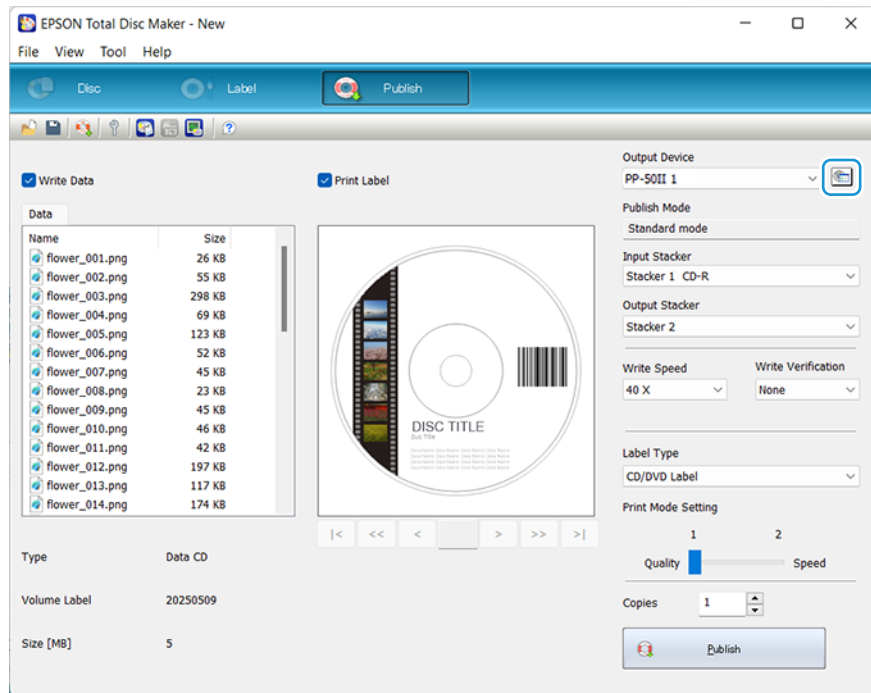 EPSON Total Disc Maker - New
File View Tool Help
Disc Label Publish
Write Data
Data
Name Size
flower_001.png 26 KB
flower_002.png 55 KB
flower_003.png 298 KB
flower_004.png 69 KB
flower_005.png 123 KB
flower_006.png 52 KB
flower_007.png 45 KB
flower_008.png 23 KB
flower_009.png 45 KB
flower_010.png 46 KB
flower_011.png 42 KB
flower_012.png 197 KB
flower_013.png 117 KB
flower_014.png 174 KB
Type Data CD
Volume Label 20250509
Size [MB] 5
Print Label
DISC TITLE
|< << < > >> >|
Output Device
PP-50II 1
Publish Mode
Standard mode
Input Stacker
Stacker 1 CD-R
Output Stacker
Stacker 2
Write Speed Write Verification
40 X None
Label Type
CD/DVD Label
Print Mode Setting
1 2
Quality Speed
Copies 1
Publish